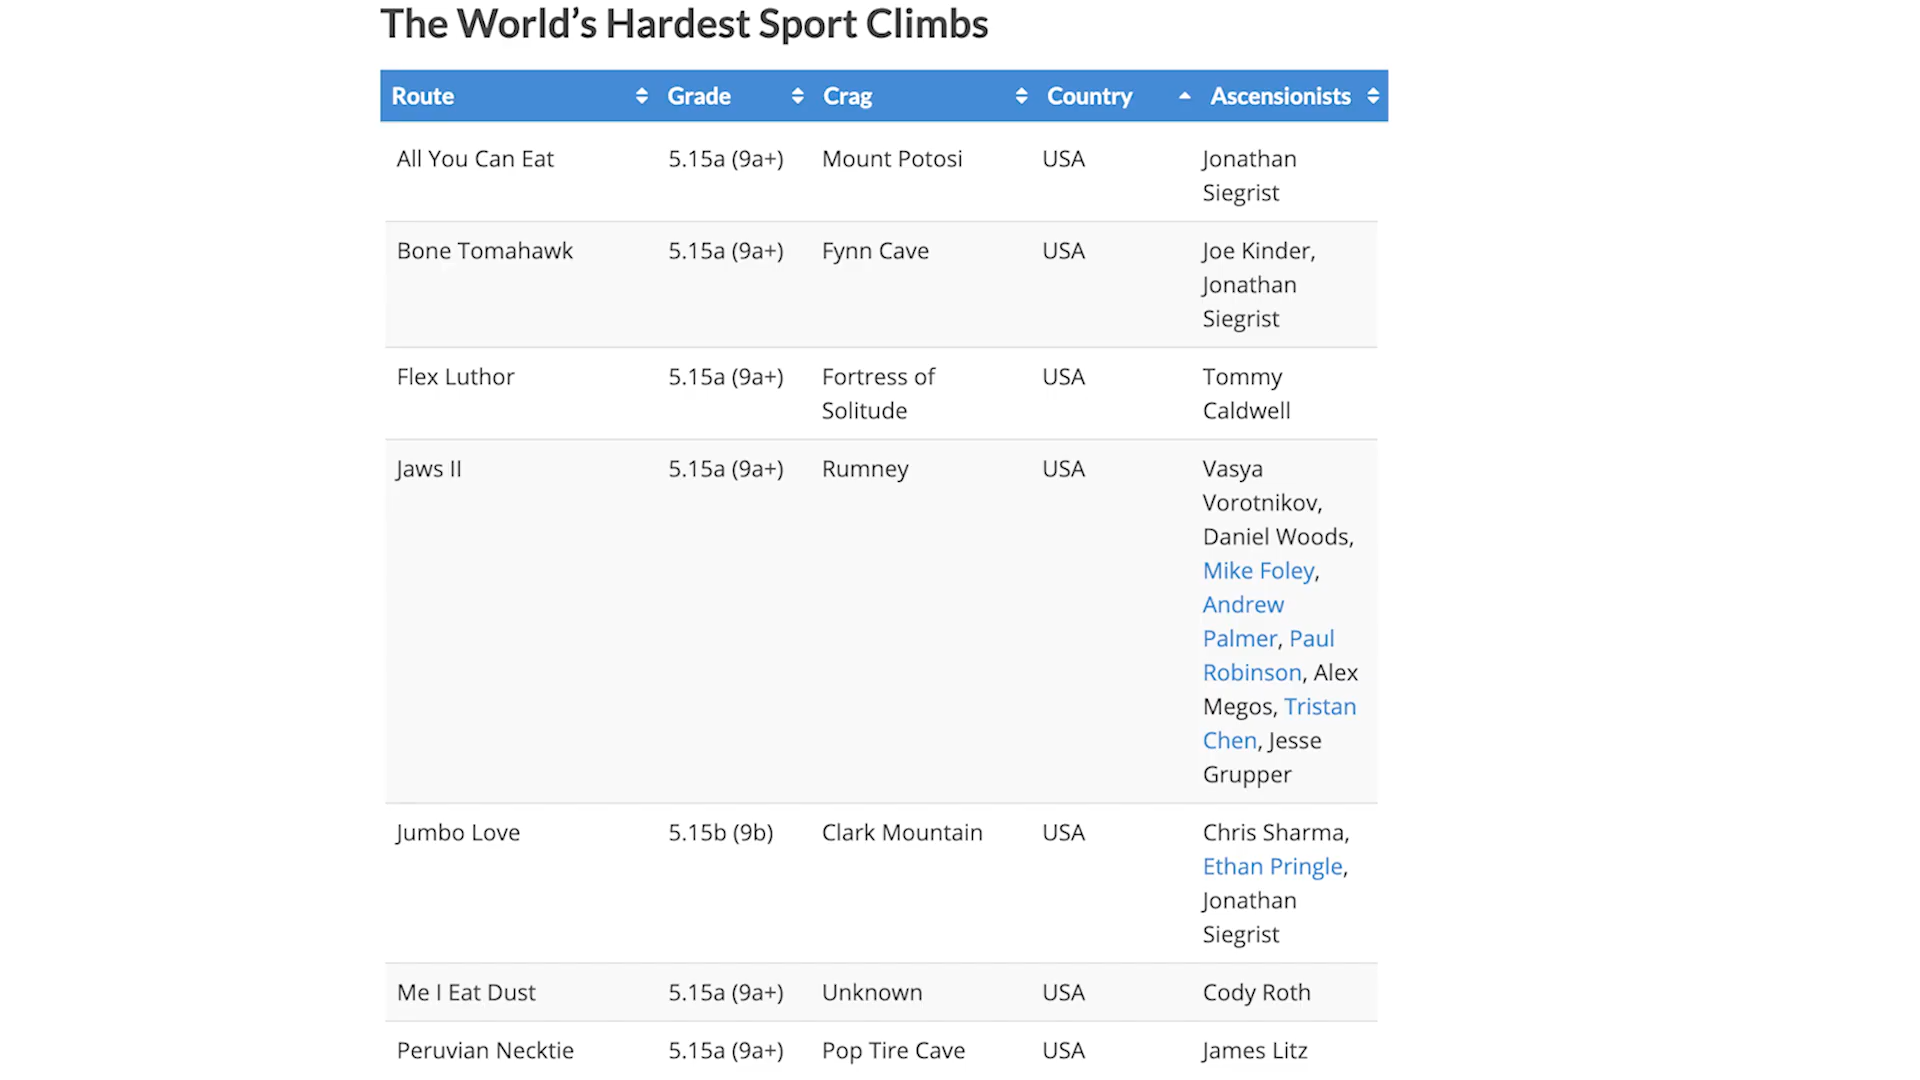 The World’s Hardest Sport Climbs
Route Grade Crag Country Ascensionists
All You Can Eat 5.15a (9a+) Mount Potosi USA Jonathan
Siegrist
Bone Tomahawk 5.15a (9a+) Fynn Cave USA Joe Kinder,
Jonathan
Siegrist
Flex Luthor 5.15a (9a+) Fortress of USA Tommy
Solitude Caldwell
Jaws II 5.15a (9a+) Rumney USA Vasya
Vorotnikov,
Daniel Woods,
Mike Foley,
Andrew
Palmer, Paul
Robinson, Alex
Megos, Tristan
Chen, Jesse
Grupper
Jumbo Love 5.15b (9b) Clark Mountain USA Chris Sharma,
Ethan Pringle,
Jonathan
Siegrist
Me I Eat Dust 5.15a (9a+) Unknown USA Cody Roth
Peruvian Necktie 5.15a (9a+) Pop Tire Cave USA James Litz